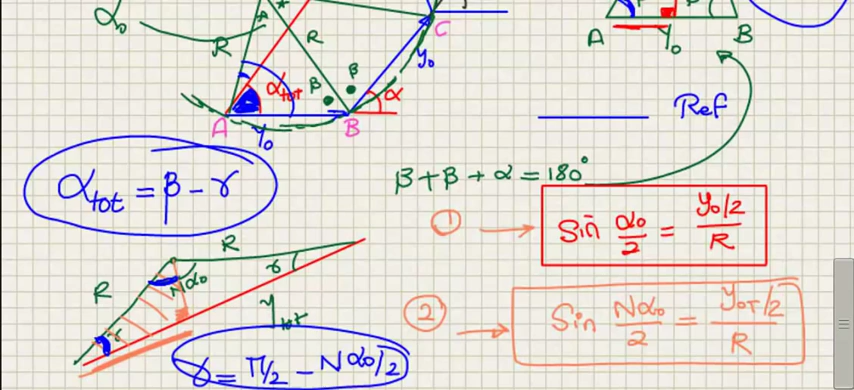 α₀
R
R
C
y₀
α_tot
β
β
α
A
B
y₀
A
y₀
B
Ref
α_tot = β - γ
β + β + α = 180°
① → Sin α₀/2 = (y₀/2)/R
R
γ
R
Nα₀
γ
y_tot
② → Sin Nα₀/2 = (y₀T/2)/R
γ = π/2 - Nα₀/2